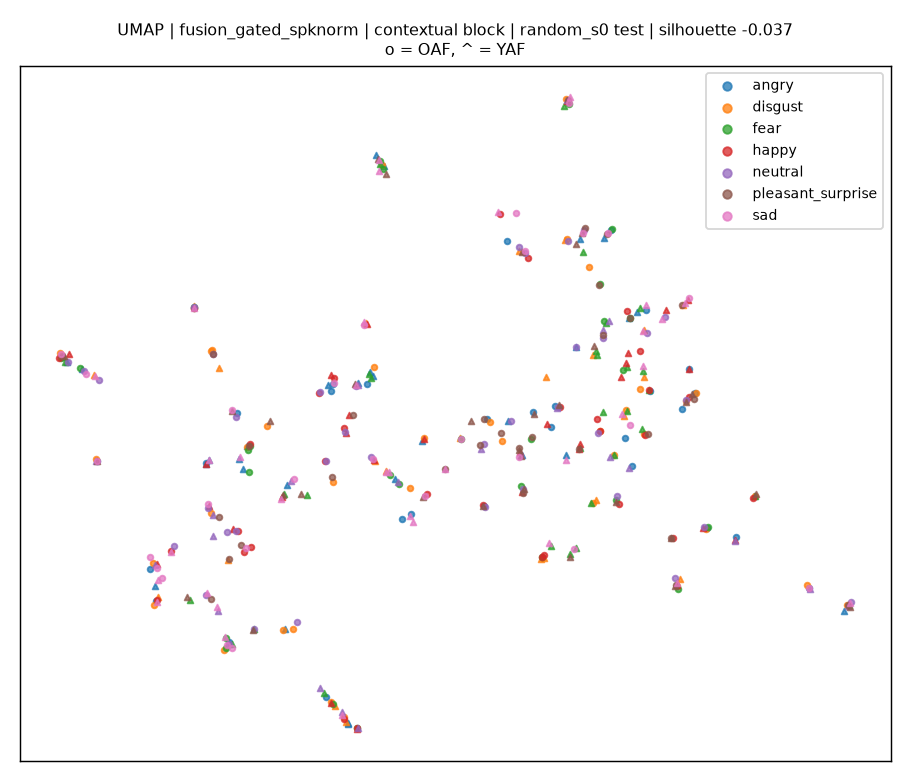 UMAP | fusion_gated_spknorm | contextual block | random_s0 test | silhouette -0.037
o = OAF, ^ = YAF
angry
disgust
fear
happy
neutral
pleasant_surprise
sad